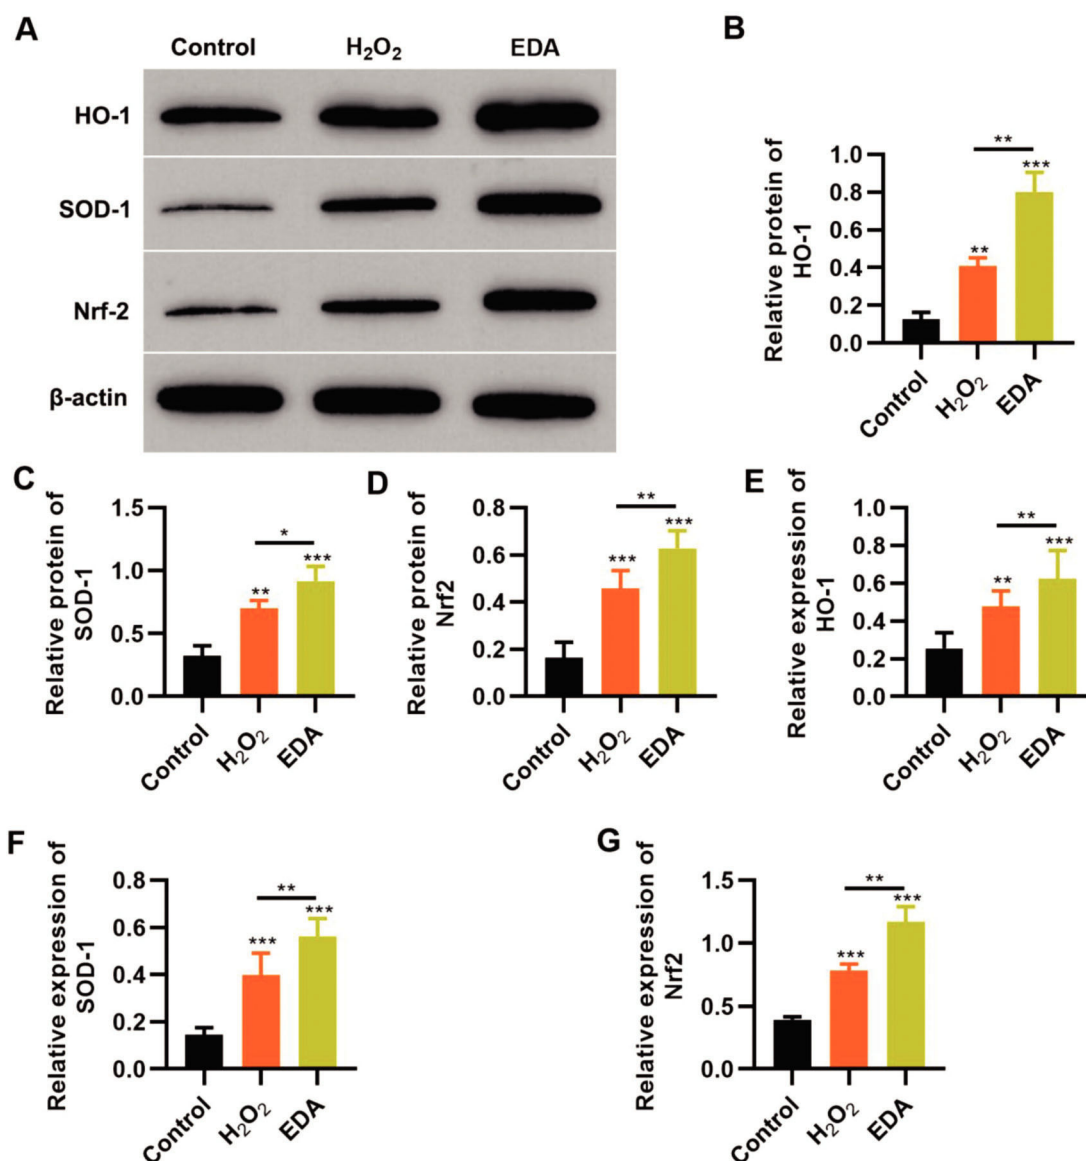 A
Control H₂O₂ EDA
HO-1
SOD-1
Nrf-2
β-actin
B
Relative protein of
HO-1
1.0
0.8
0.6
0.4
0.2
0.0
**
**
***
Control
H₂O₂
EDA
C
Relative protein of
SOD-1
1.5
1.0
0.5
0.0
*
**
***
Control
H₂O₂
EDA
D
Relative protein of
Nrf2
0.8
0.6
0.4
0.2
0.0
**
***
***
Control
H₂O₂
EDA
E
Relative expression of
HO-1
1.0
0.8
0.6
0.4
0.2
0.0
**
**
***
Control
H₂O₂
EDA
F
Relative expression of
SOD-1
0.8
0.6
0.4
0.2
0.0
**
***
***
Control
H₂O₂
EDA
G
Relative expression of
Nrf2
1.5
1.0
0.5
0.0
**
***
***
Control
H₂O₂
EDA